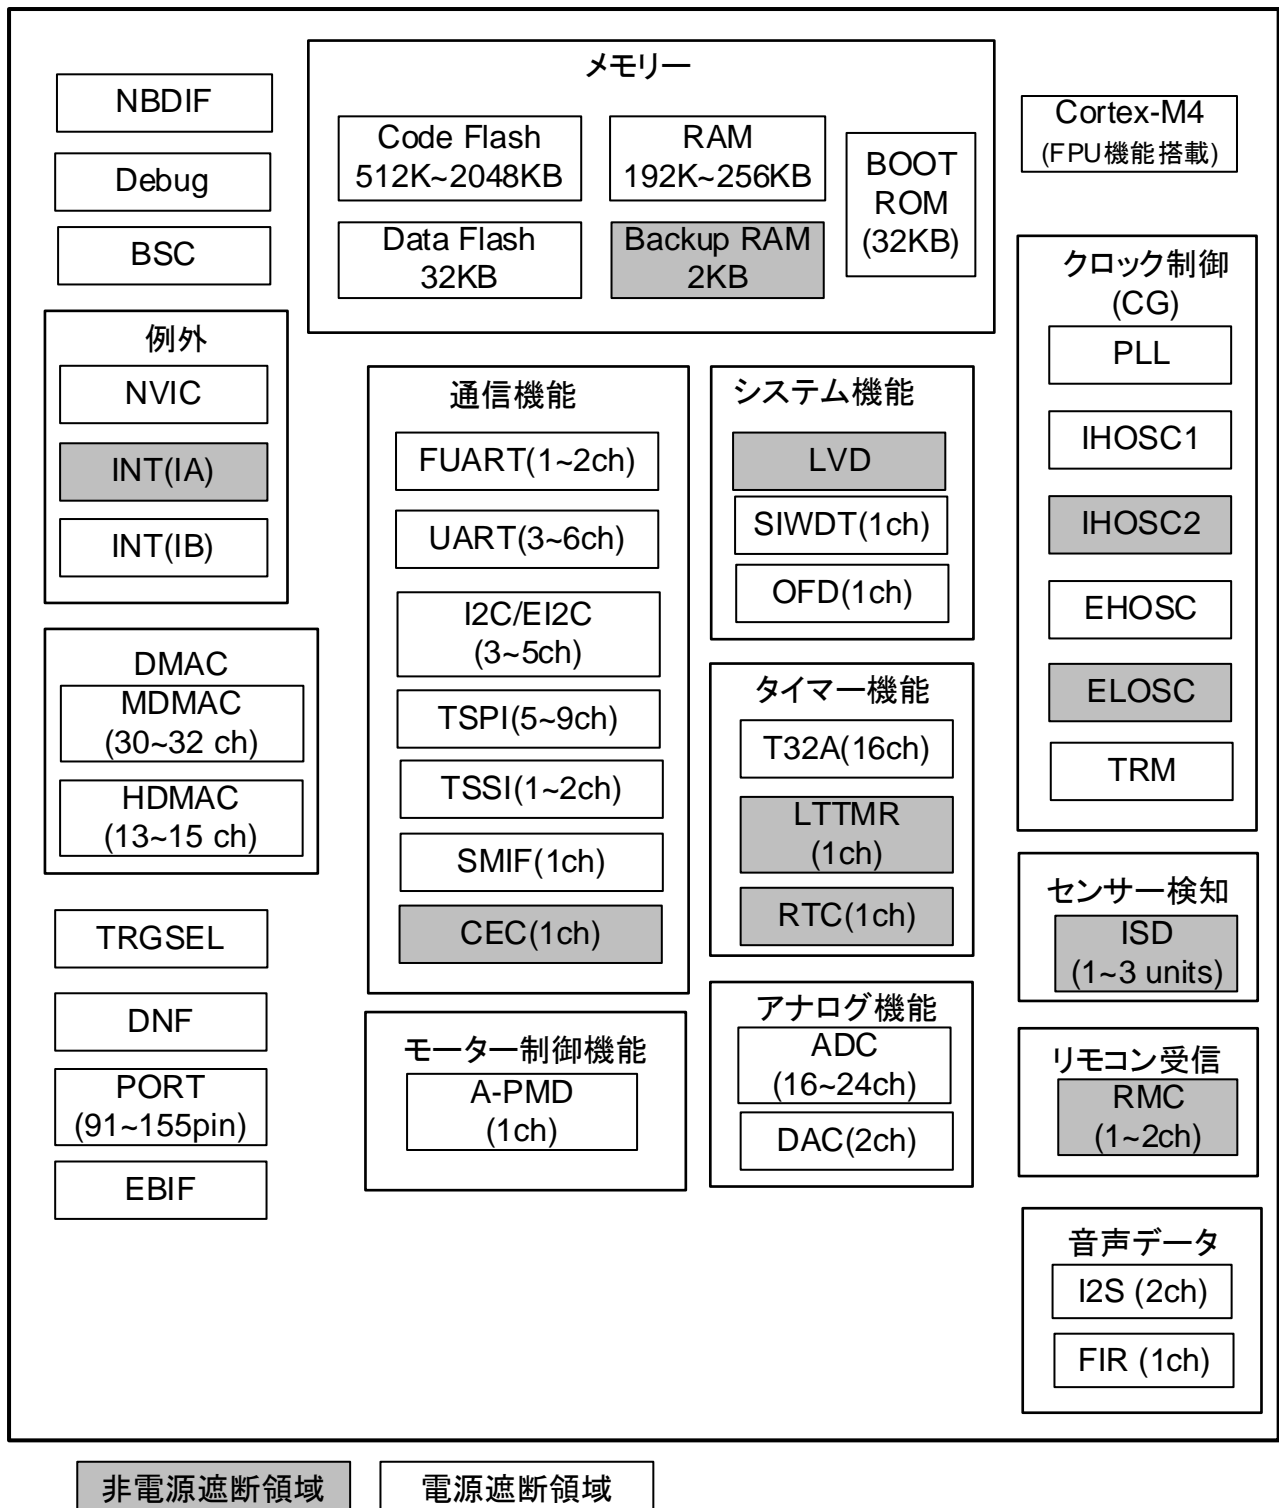 NBDIF
Debug
BSC
メモリー
Code Flash
512K~2048KB
RAM
192K~256KB
BOOT
ROM
(32KB)
Data Flash
32KB
Backup RAM
2KB
Cortex-M4
(FPU機能搭載)
例外
NVIC
INT(IA)
INT(IB)
DMAC
MDMAC
(30~32 ch)
HDMAC
(13~15 ch)
TRGSEL
DNF
PORT
(91~155pin)
EBIF
通信機能
FUART(1~2ch)
UART(3~6ch)
I2C/EI2C
(3~5ch)
TSPI(5~9ch)
TSSI(1~2ch)
SMIF(1ch)
CEC(1ch)
モーター制御機能
A-PMD
(1ch)
システム機能
LVD
SIWDT(1ch)
OFD(1ch)
タイマー機能
T32A(16ch)
LTTMR
(1ch)
RTC(1ch)
アナログ機能
ADC
(16~24ch)
DAC(2ch)
クロック制御
(CG)
PLL
IHOSC1
IHOSC2
EHOSC
ELOSC
TRM
センサー検知
ISD
(1~3 units)
リモコン受信
RMC
(1~2ch)
音声データ
I2S (2ch)
FIR (1ch)
非電源遮断領域
電源遮断領域